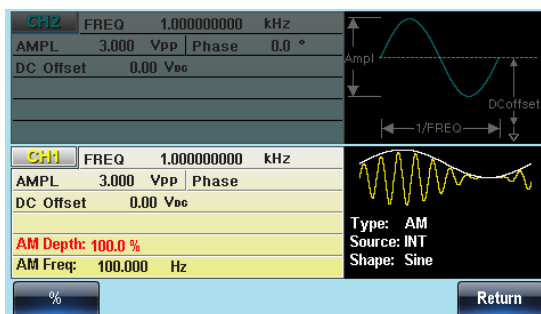 CH2 FREQ 1.000000000 kHz
AMPL 3.000 Vpp Phase 0.0 °
DC Offset 0.00 VDC
Ampl
DCoffset
1/FREQ
CH1 FREQ 1.000000000 kHz
AMPL 3.000 Vpp Phase
DC Offset 0.00 VDC
AM Depth: 100.0 %
AM Freq: 100.000 Hz
Type: AM
Source: INT
Shape: Sine
% Return